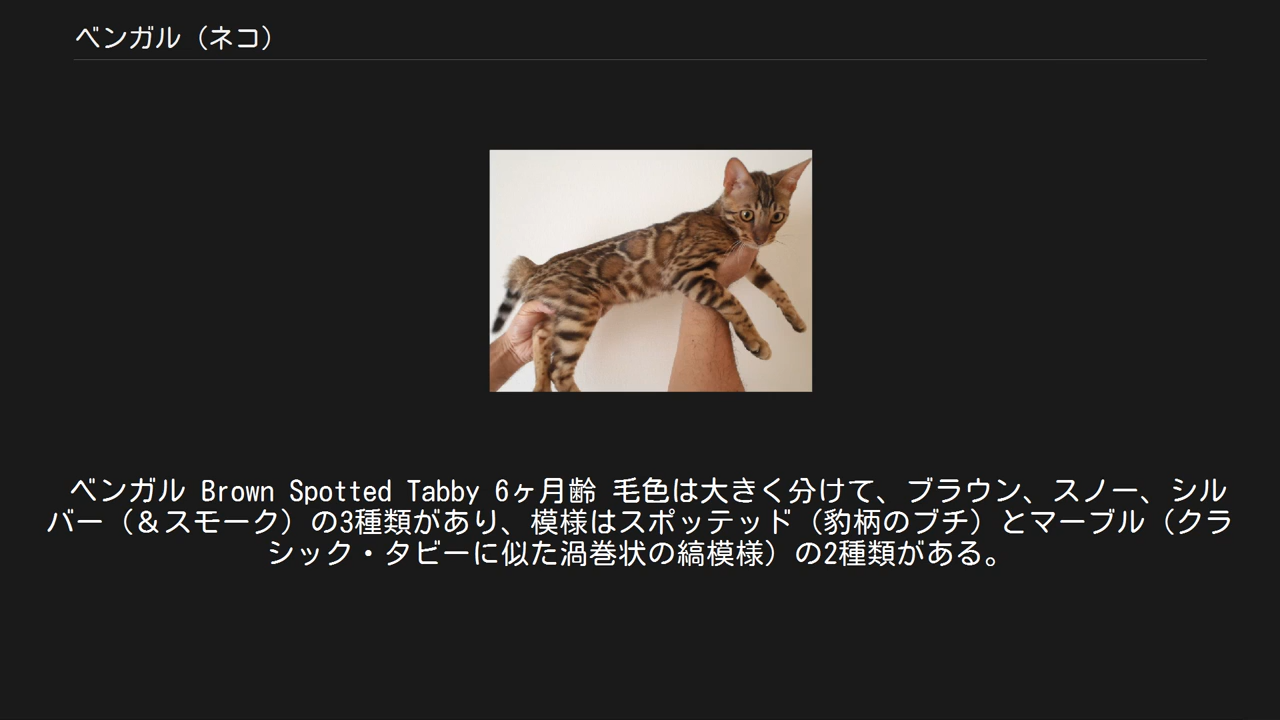 ベンガル（ネコ）
ベンガル Brown Spotted Tabby 6ヶ月齢 毛色は大きく分けて、ブラウン、スノー、シル
バー（＆スモーク）の3種類があり、模様はスポッテッド（豹柄のブチ）とマーブル（クラ
シック・タビーに似た渦巻状の縞模様）の2種類がある。